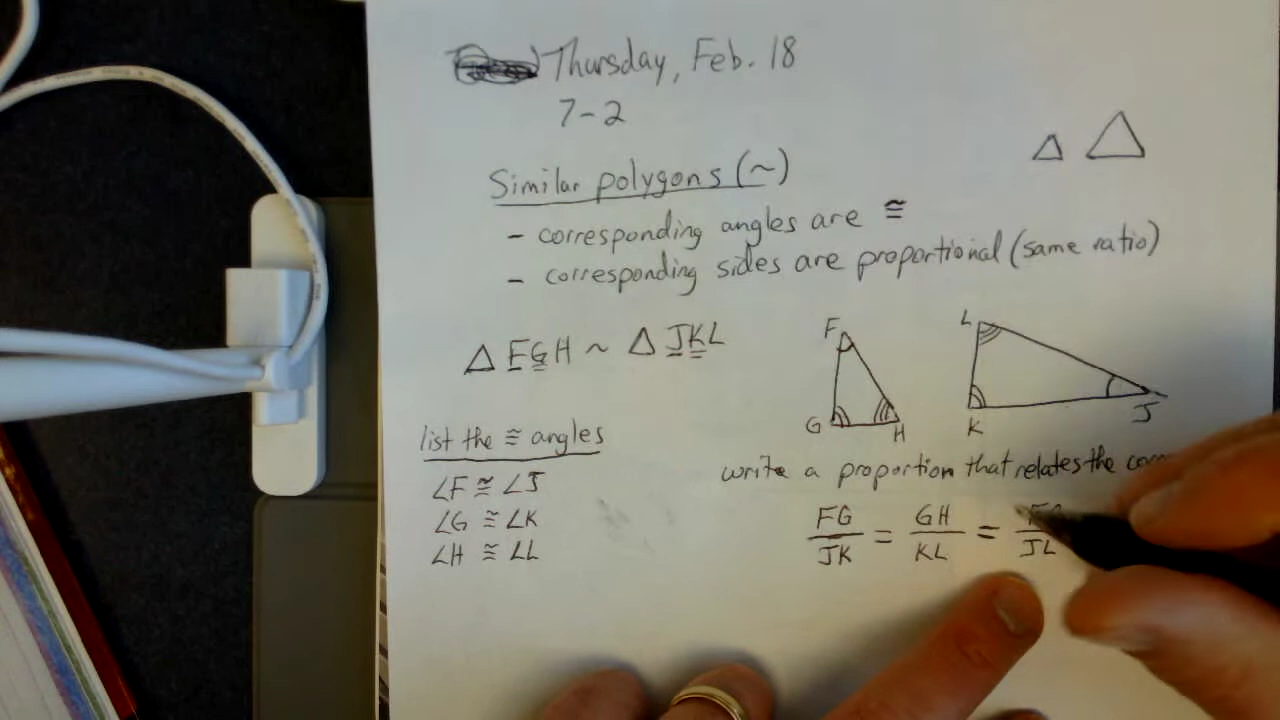 Thursday, Feb. 18
7-2
Similar polygons (~)
- corresponding angles are ≅
- corresponding sides are proportional (same ratio)
△ FGH ~ △ JKL
F
G
H
L
K
J
list the ≅ angles
∠F ≅ ∠J
∠G ≅ ∠K
∠H ≅ ∠L
write a proportion that relates the
FG/JK = GH/KL = /JL